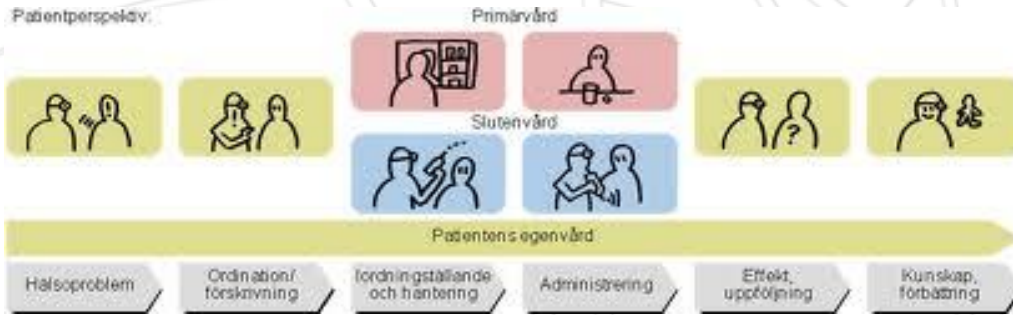 Patientperspektiv:
Primärvård
?
Slutenvård
Patientens egenvård
Hälsoproblem
Ordination/
förskrivning
Iordningställande
och hantering
Administrering
Effekt,
uppföljning
Kunskap,
förbättring